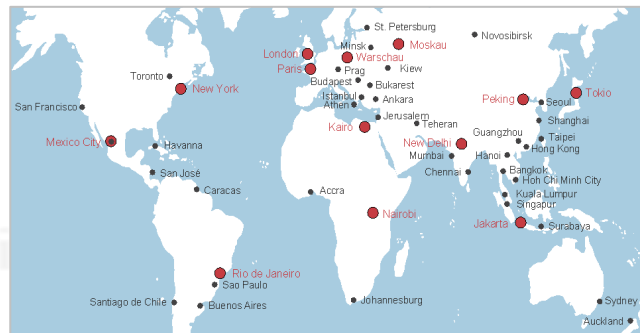 St. Petersburg
Novosibirsk
Moskau
Minsk
London
Warschau
Paris
Prag
Kiew
Toronto
Budapest
Bukarest
New York
Istanbul
Ankara
Tokio
Peking
Seoul
San Francisco
Athen
Jerusalem
Shanghai
Kairo
Teheran
Guangzhou
Taipei
Mexico City
Havanna
New Delhi
Hong Kong
Mumbai
Hanoi
San José
Chennai
Bangkok
Hoh Chi Minh City
Caracas
Accra
Kuala Lumpur
Singapur
Nairobi
Jakarta
Surabaya
Rio de Janeiro
Sao Paulo
Santiago de Chile
Buenos Aires
Johannesburg
Sydney
Auckland